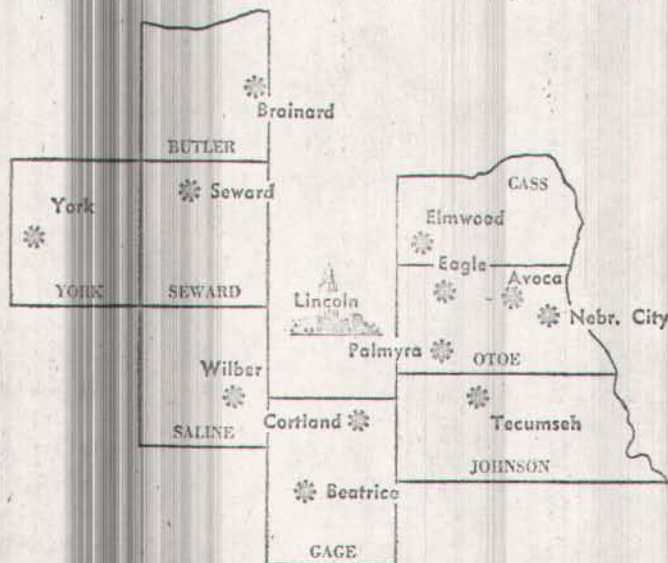 Brainard
BUTLER
York
Seward
CASS
Elmwood
Eagle
Avoca
YORK
SEWARD
Lincoln
Nebr. City
Palmyra
OTOE
Wilber
Cortland
Tecumseh
SALINE
JOHNSON
Beatrice
GAGE